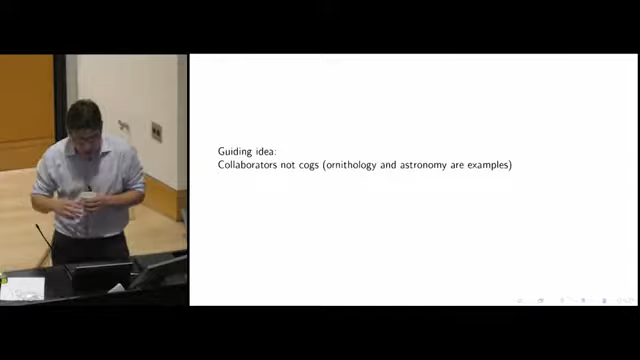 Guiding idea:
Collaborators not cogs (ornithology and astronomy are examples)